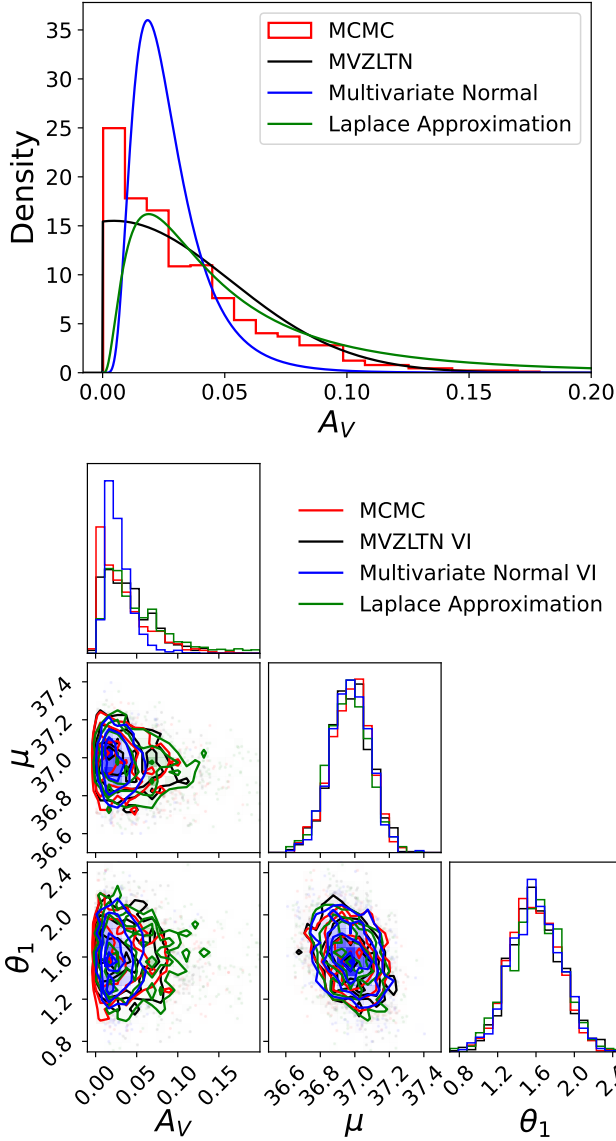 35
30
25
20
15
10
5
0
Density
MCMC
MVZLTN
Multivariate Normal
Laplace Approximation
0.00 0.05 0.10 0.15 0.20
A_V
MCMC
MVZLTN VI
Multivariate Normal VI
Laplace Approximation
37.4
37.2
37.0
36.8
36.6
μ
2.4
2.0
1.6
1.2
0.8
θ_1
0.00 0.05 0.10 0.15
A_V
36.6 36.8 37.0 37.2 37.4
μ
0.8 1.2 1.6 2.0 2.4
θ_1